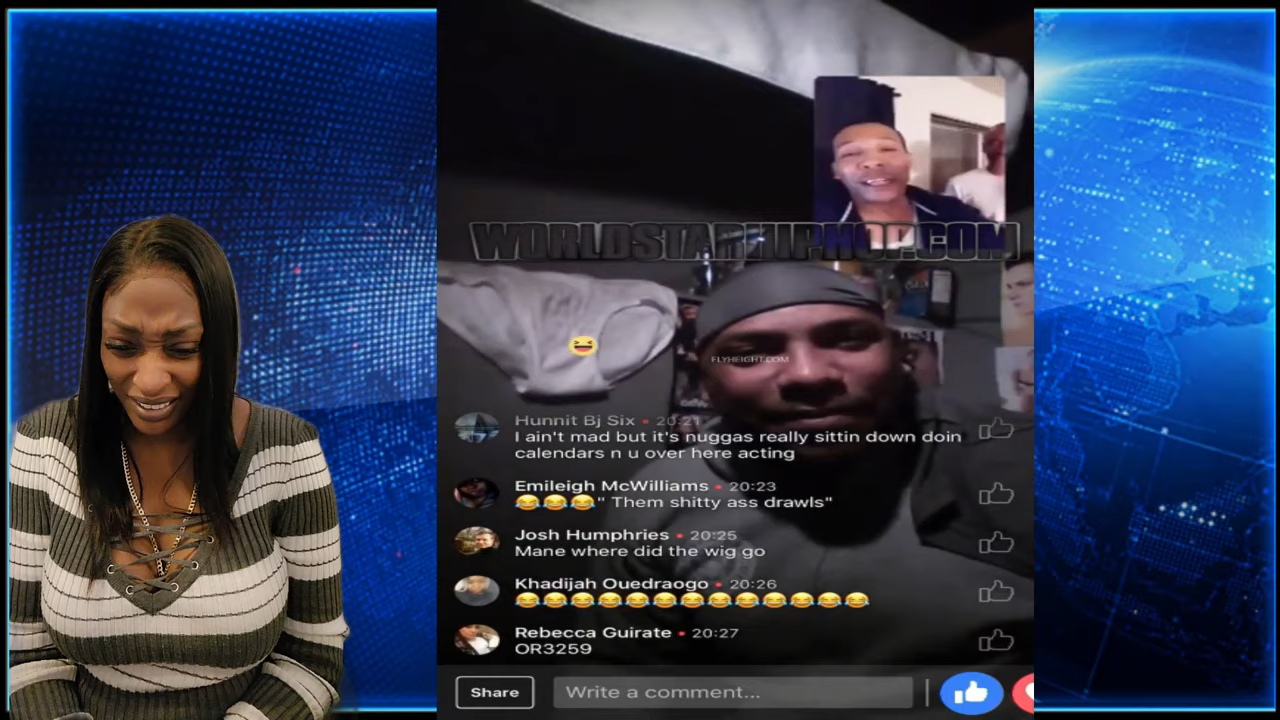 WORLDSTARHIPHOP.COM
FLYHEIGHT.COM
Hunnit Bj Six • 20:21
I ain't mad but it's nuggas really sittin down doin
calendars n u over here acting
Emileigh McWilliams • 20:23
😂😂😂" Them shitty ass drawls"
Josh Humphries • 20:25
Mane where did the wig go
Khadijah Ouedraogo • 20:26
😂😂😂😂😂😂😂😂😂😂😂😂😂
Rebecca Guirate • 20:27
OR3259
Share
Write a comment...